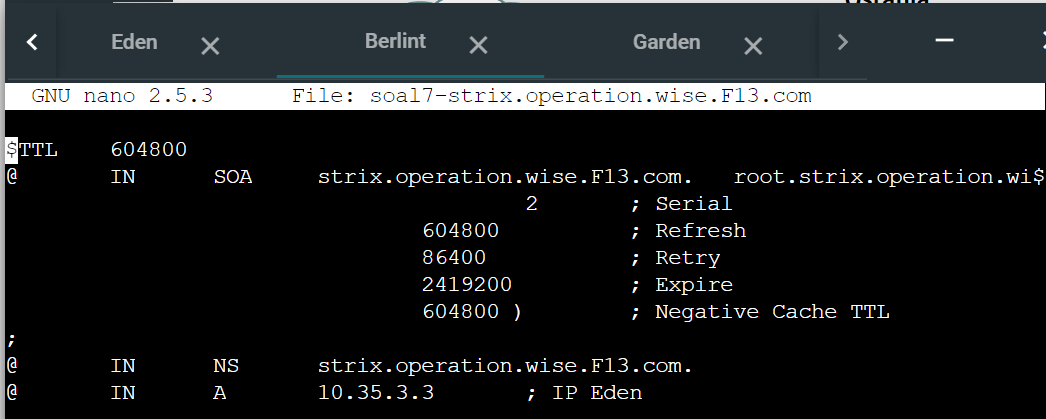 Ostania
Eden Berlint Garden
GNU nano 2.5.3 File: soal7-strix.operation.wise.F13.com
$TTL 604800
@ IN SOA strix.operation.wise.F13.com. root.strix.operation.wi$
2 ; Serial
604800 ; Refresh
86400 ; Retry
2419200 ; Expire
604800 ) ; Negative Cache TTL
;
@ IN NS strix.operation.wise.F13.com.
@ IN A 10.35.3.3 ; IP Eden